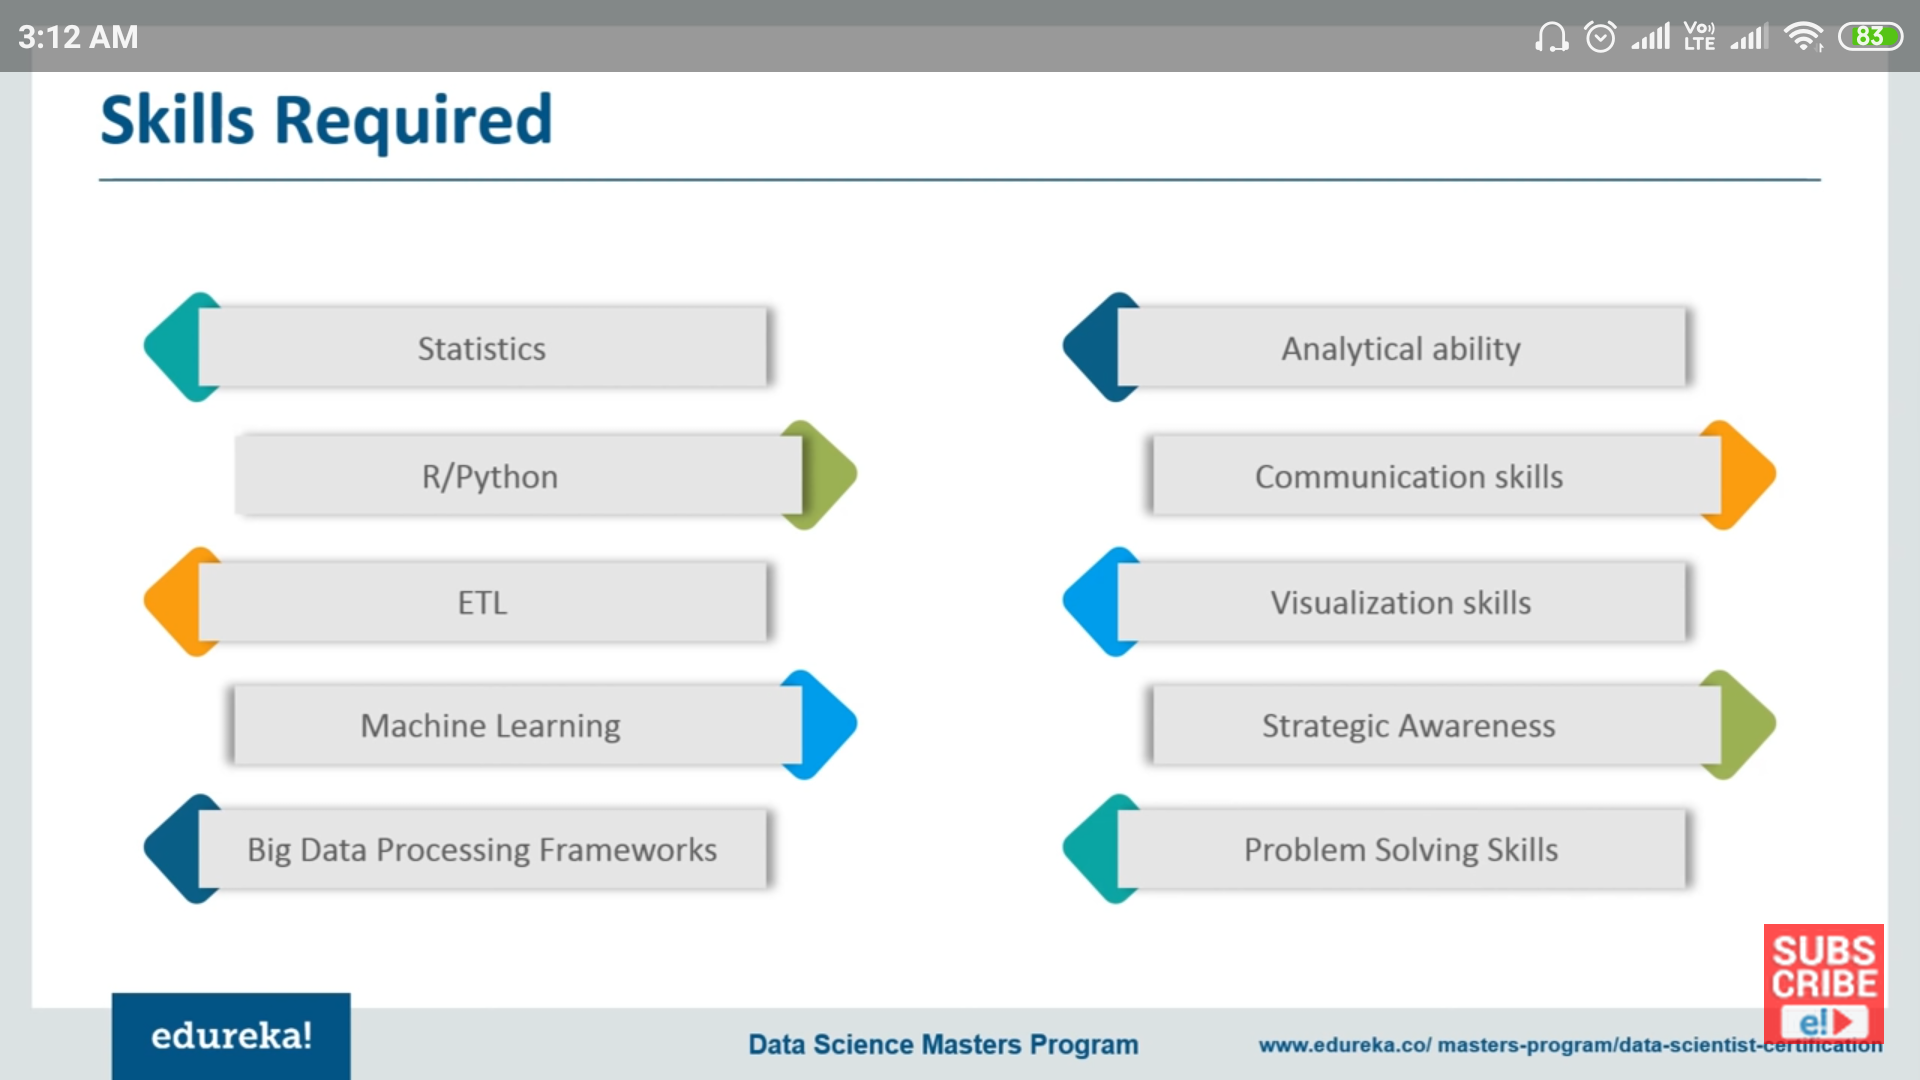 3:12 AM
Vo))
LTE
83
Skills Required
Statistics
Analytical ability
R/Python
Communication skills
ETL
Visualization skills
Machine Learning
Strategic Awareness
Big Data Processing Frameworks
Problem Solving Skills
SUBS
CRIBE
e!
edureka!
Data Science Masters Program
www.edureka.co/ masters-program/data-scientist-certification